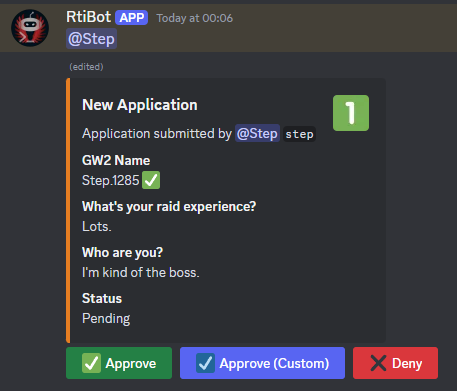 RtiBot APP Today at 00:06
@Step
(edited)
New Application
1
Application submitted by @Step step
GW2 Name
Step.1285 ✅
What's your raid experience?
Lots.
Who are you?
I'm kind of the boss.
Status
Pending
✅ Approve ☑️ Approve (Custom) ❌ Deny